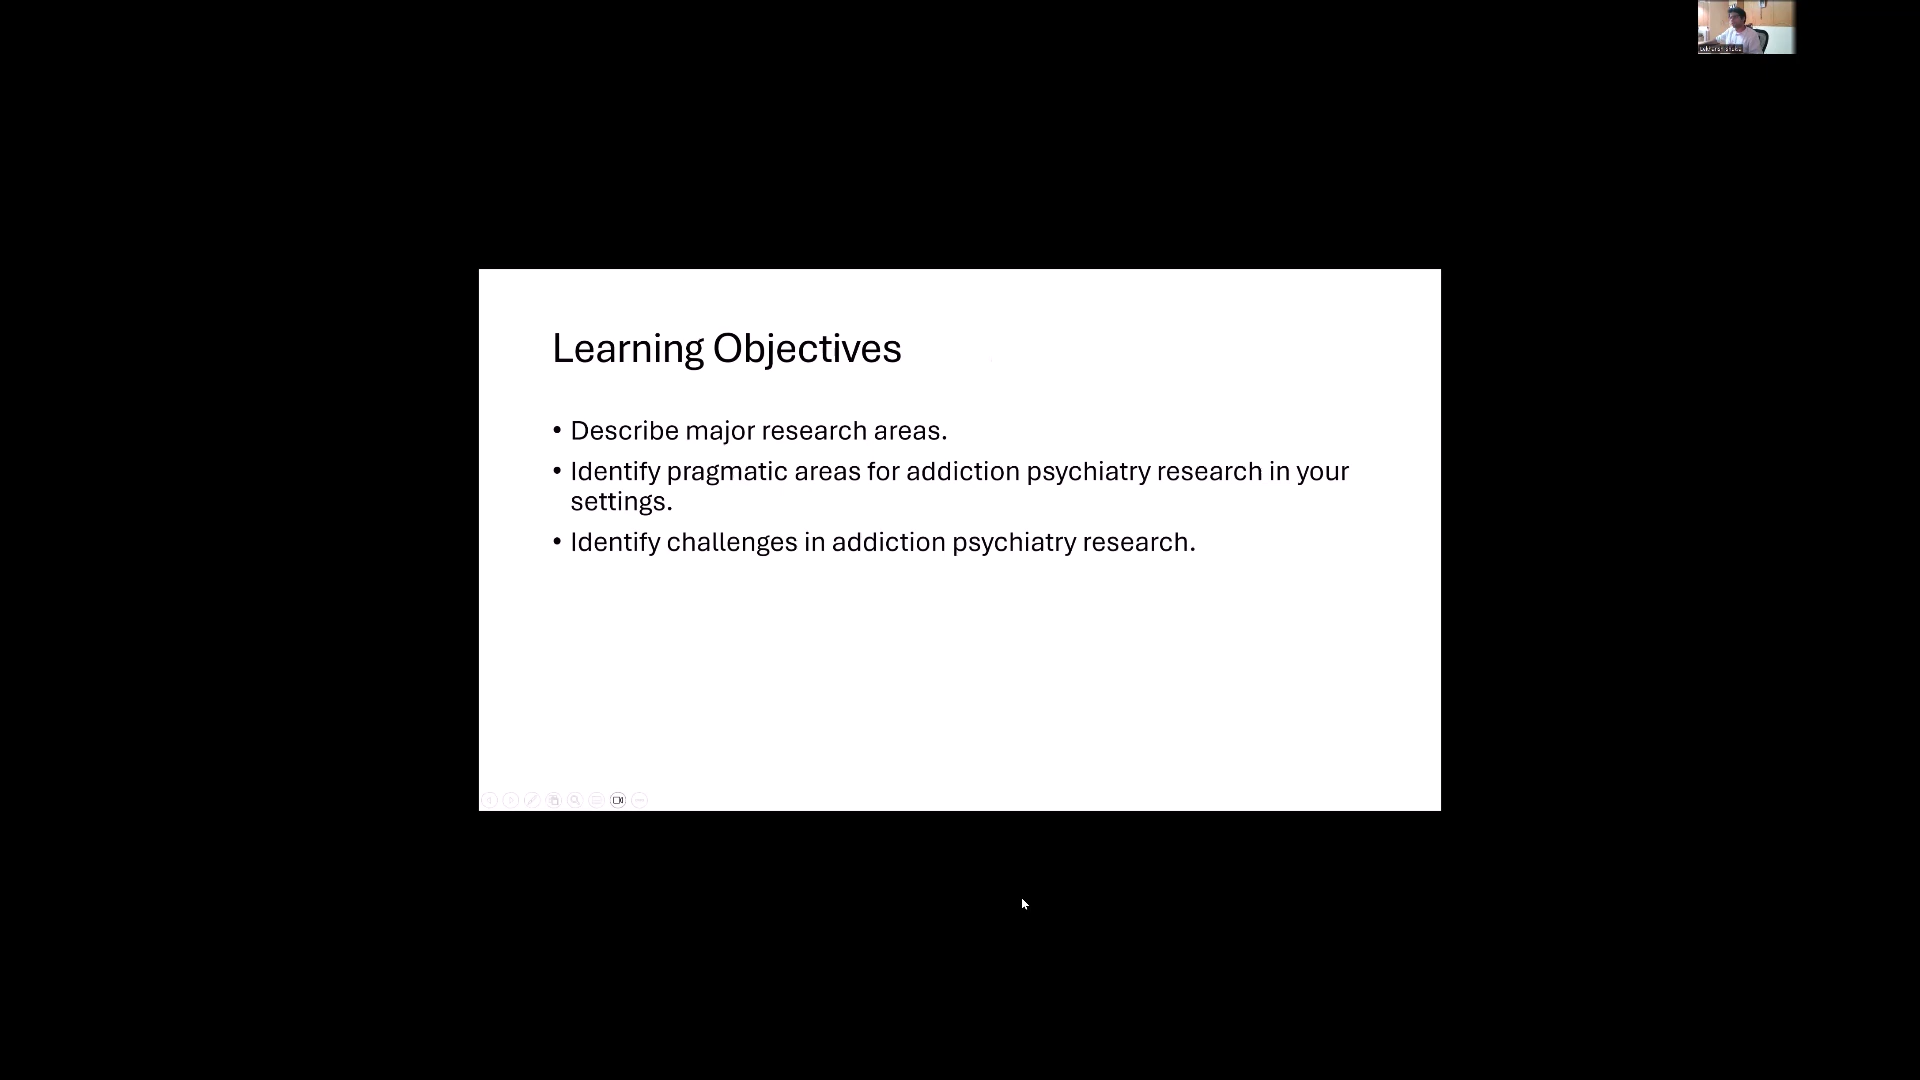 Learning Objectives
• Describe major research areas.
• Identify pragmatic areas for addiction psychiatry research in your
settings.
• Identify challenges in addiction psychiatry research.